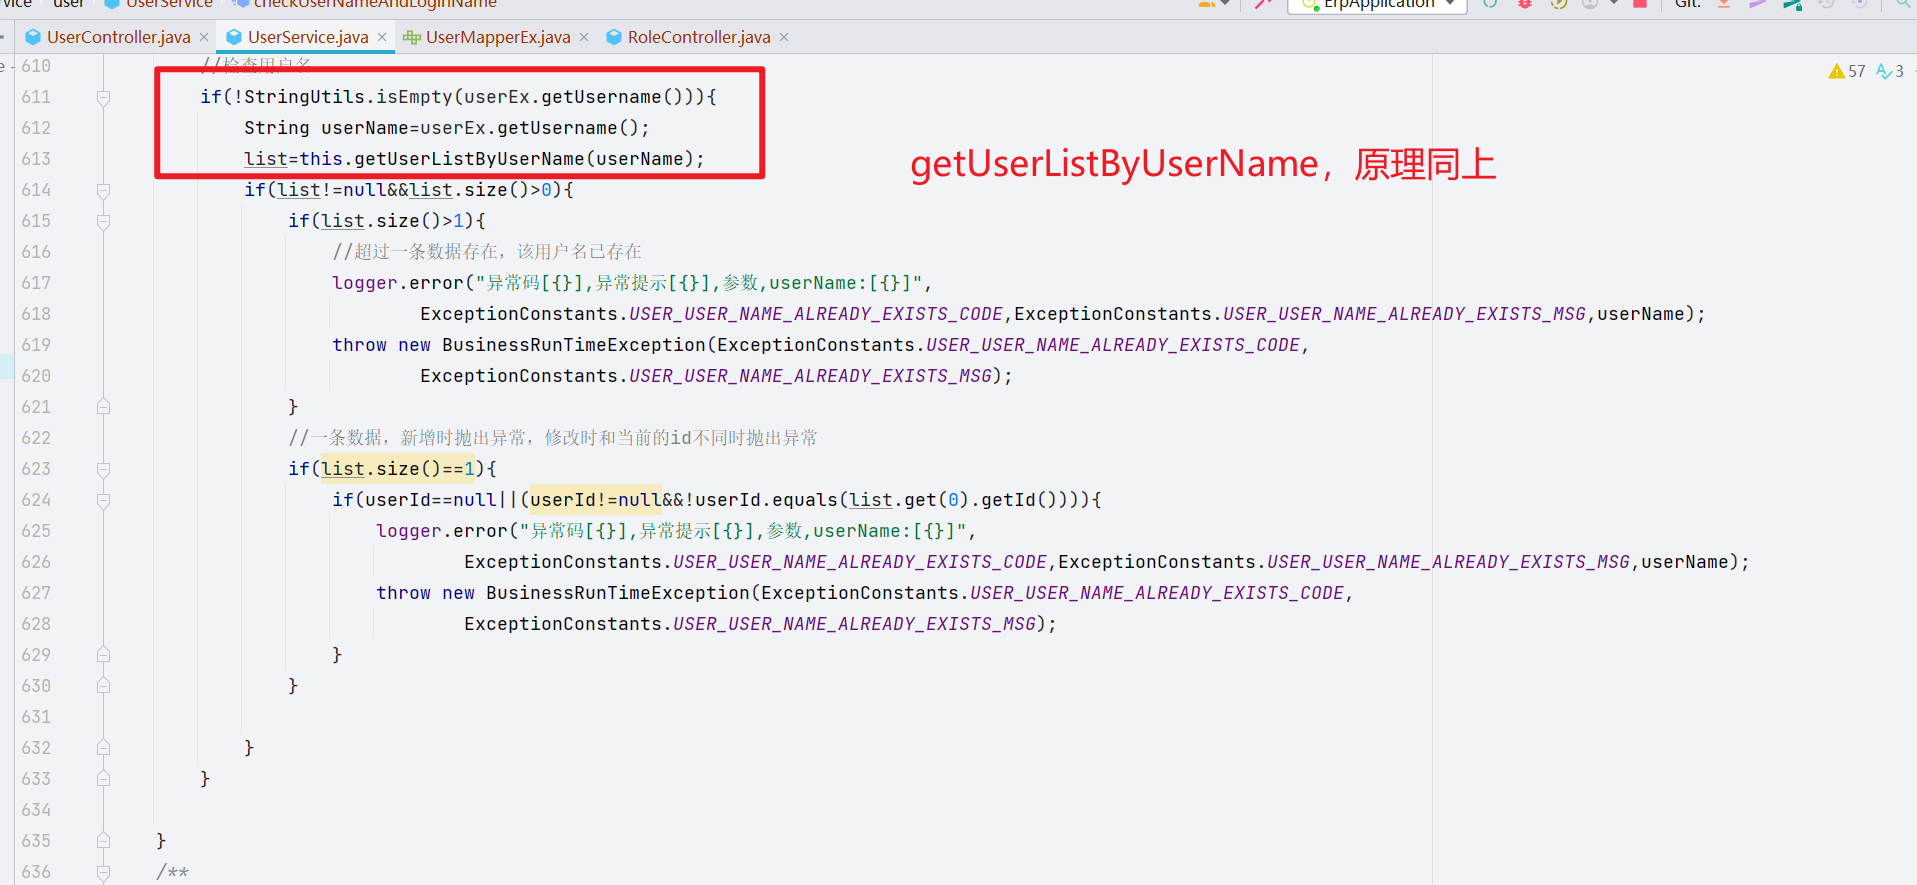 user UserService checkUserNameAndLoginName
ErpApplication Git:
UserController.java UserService.java UserMapperEx.java RoleController.java
57 3
610 //检查用户名
611 if(!StringUtils.isEmpty(userEx.getUsername())){
612 String userName=userEx.getUsername();
613 list=this.getUserListByUserName(userName);
getUserListByUserName，原理同上
614 if(list!=null&&list.size()>0){
615 if(list.size()>1){
616 //超过一条数据存在，该用户名已存在
617 logger.error("异常码[{}],异常提示[{}],参数,userName:[{}]",
618 ExceptionConstants.USER_USER_NAME_ALREADY_EXISTS_CODE,ExceptionConstants.USER_USER_NAME_ALREADY_EXISTS_MSG,userName);
619 throw new BusinessRunTimeException(ExceptionConstants.USER_USER_NAME_ALREADY_EXISTS_CODE,
620 ExceptionConstants.USER_USER_NAME_ALREADY_EXISTS_MSG);
621 }
622 //一条数据，新增时抛出异常，修改时和当前的id不同时抛出异常
623 if(list.size()==1){
624 if(userId==null||(userId!=null&&!userId.equals(list.get(0).getId()))){
625 logger.error("异常码[{}],异常提示[{}],参数,userName:[{}]",
626 ExceptionConstants.USER_USER_NAME_ALREADY_EXISTS_CODE,ExceptionConstants.USER_USER_NAME_ALREADY_EXISTS_MSG,userName);
627 throw new BusinessRunTimeException(ExceptionConstants.USER_USER_NAME_ALREADY_EXISTS_CODE,
628 ExceptionConstants.USER_USER_NAME_ALREADY_EXISTS_MSG);
629 }
630 }
631
632 }
633 }
634
635 }
636 /**